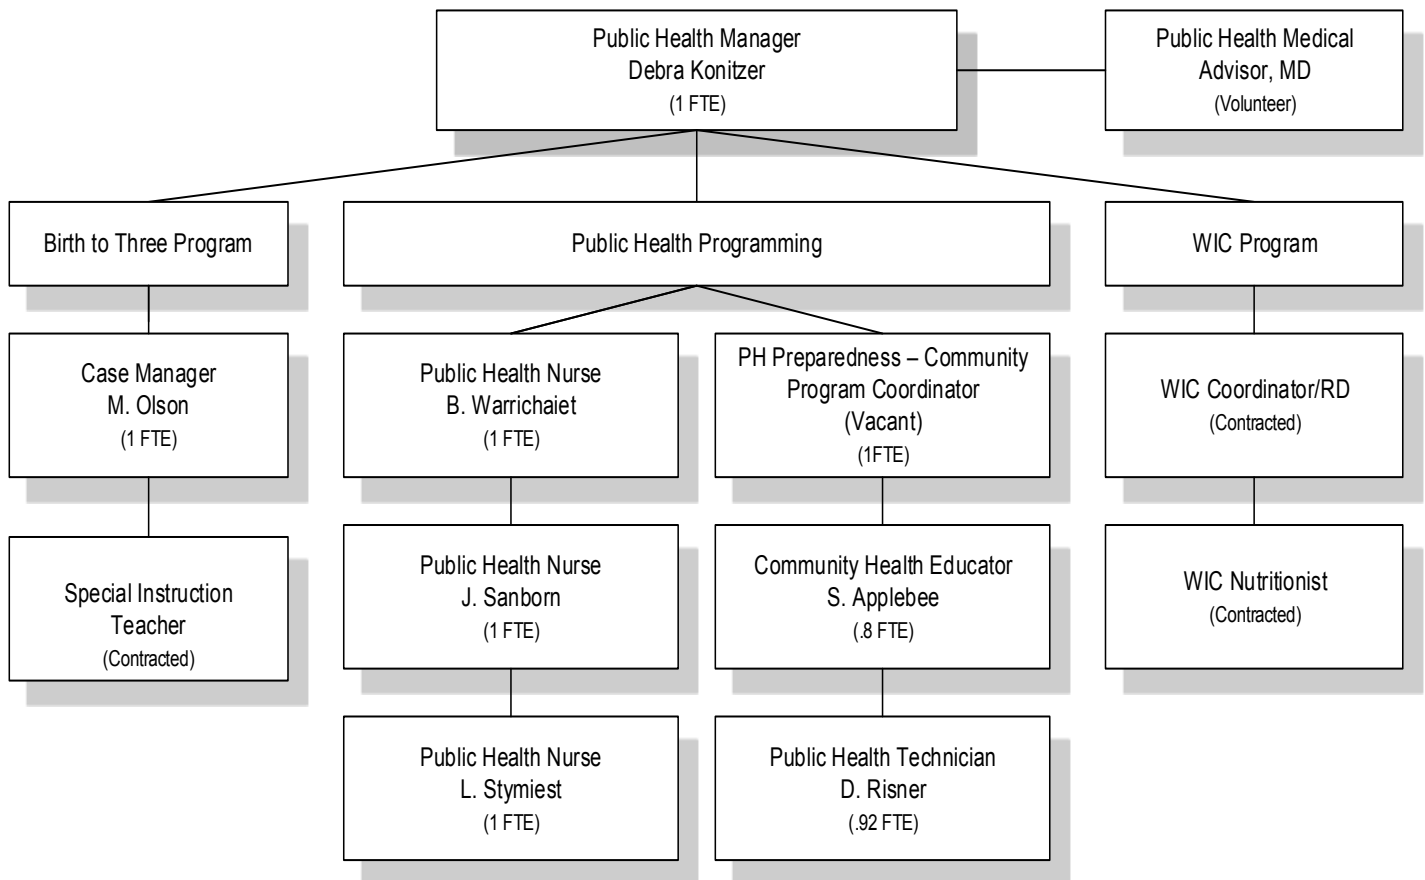 Public Health Manager
Debra Konitzer
(1 FTE)
Public Health Medical
Advisor, MD
(Volunteer)
Birth to Three Program
Public Health Programming
WIC Program
Case Manager
M. Olson
(1 FTE)
Public Health Nurse
B. Warrichaiet
(1 FTE)
PH Preparedness – Community
Program Coordinator
(Vacant)
(1FTE)
WIC Coordinator/RD
(Contracted)
Special Instruction
Teacher
(Contracted)
Public Health Nurse
J. Sanborn
(1 FTE)
Community Health Educator
S. Applebee
(.8 FTE)
WIC Nutritionist
(Contracted)
Public Health Nurse
L. Stymiest
(1 FTE)
Public Health Technician
D. Risner
(.92 FTE)